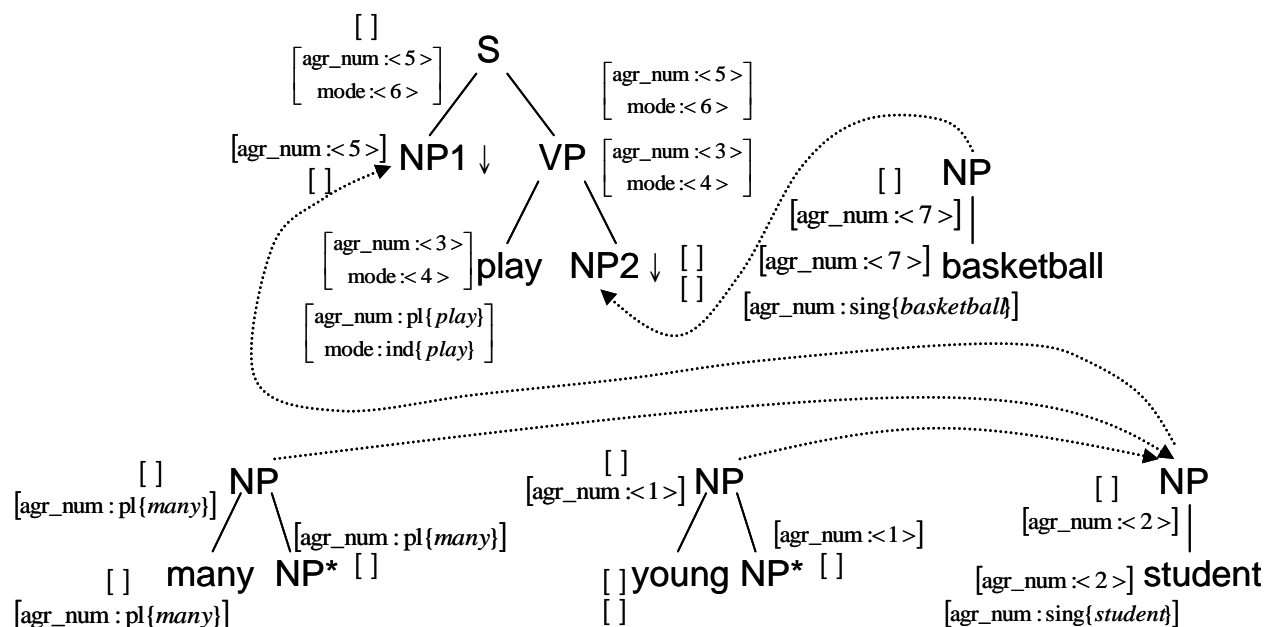 [ ]
S
[agr_num :< 5 >
mode :< 6 >]
[agr_num :< 5 >
mode :< 6 >]
[agr_num :< 5 >]
[ ]
NP1 ↓
VP
[agr_num :< 3 >
mode :< 4 >]
[ ]
NP
[agr_num :< 7 >]
[agr_num :< 3 >
mode :< 4 >]
play
NP2 ↓
[ ]
[ ]
[agr_num :< 7 >]
basketball
[agr_num : pl{play}
mode : ind{play}]
[agr_num : sing{basketball}]
[ ]
NP
[agr_num : pl{many}]
[agr_num : pl{many}]
[ ]
many
NP*
[ ]
[agr_num : pl{many}]
[ ]
NP
[agr_num :< 1 >]
[agr_num :< 1 >]
[ ]
[ ]
young
NP*
[ ]
NP
[ ]
[agr_num :< 2 >]
[agr_num :< 2 >]
student
[agr_num : sing{student}]